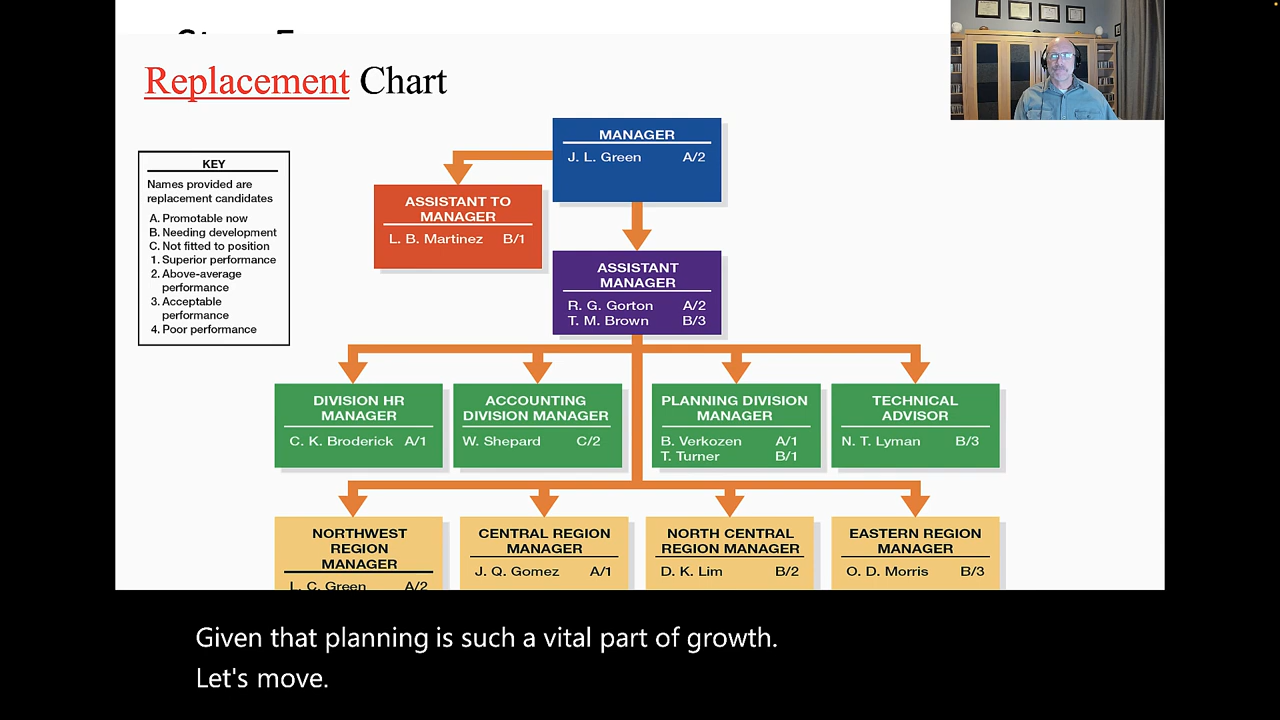 Replacement Chart
KEY
Names provided are
replacement candidates
A. Promotable now
B. Needing development
C. Not fitted to position
1. Superior performance
2. Above-average
performance
3. Acceptable
performance
4. Poor performance
MANAGER
J. L. Green A/2
ASSISTANT TO
MANAGER
L. B. Martinez B/1
ASSISTANT
MANAGER
R. G. Gorton A/2
T. M. Brown B/3
DIVISION HR
MANAGER
C. K. Broderick A/1
ACCOUNTING
DIVISION MANAGER
W. Shepard C/2
PLANNING DIVISION
MANAGER
B. Verkozen A/1
T. Turner B/1
TECHNICAL
ADVISOR
N. T. Lyman B/3
NORTHWEST
REGION
MANAGER
L. C. Green A/2
CENTRAL REGION
MANAGER
J. Q. Gomez A/1
NORTH CENTRAL
REGION MANAGER
D. K. Lim B/2
EASTERN REGION
MANAGER
O. D. Morris B/3
Given that planning is such a vital part of growth.
Let's move.